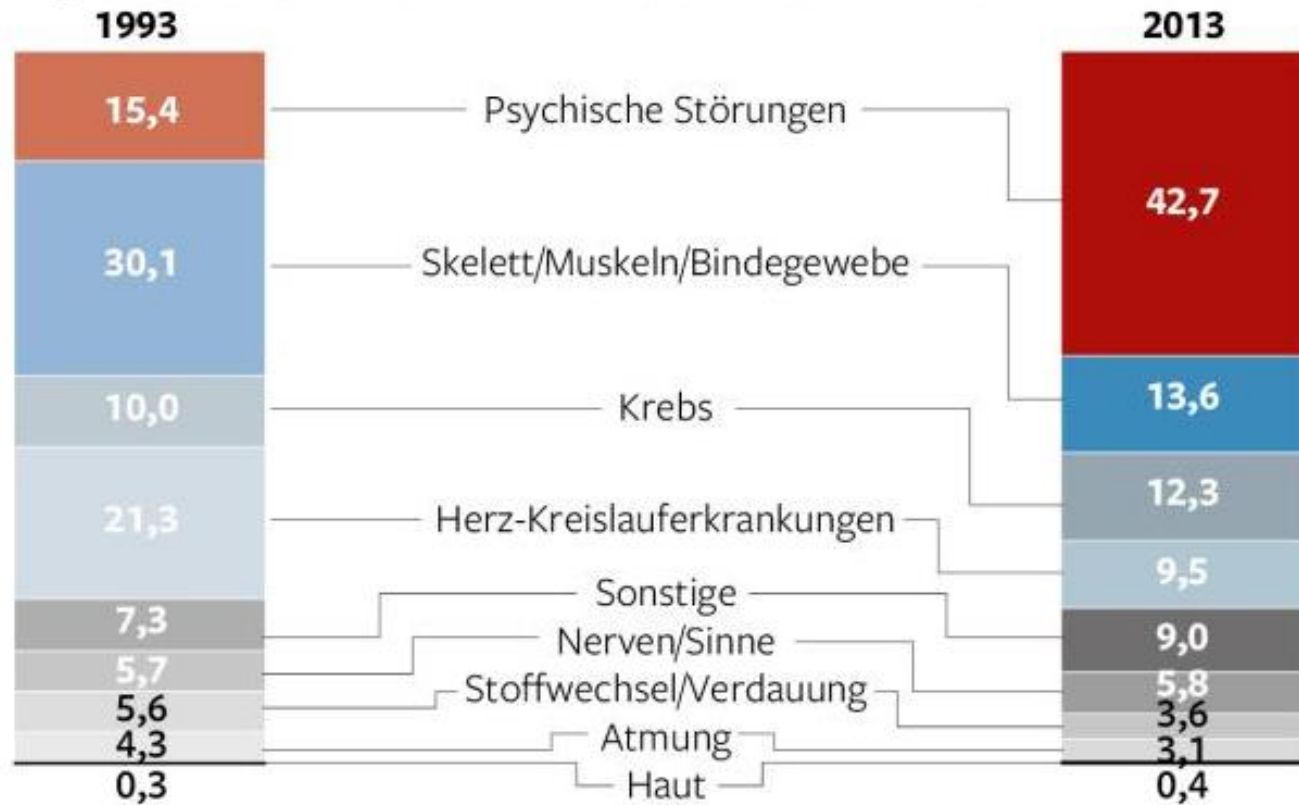 1993 2013
15,4 Psychische Störungen 42,7
30,1 Skelett/Muskeln/Bindegewebe 13,6
10,0 Krebs 12,3
21,3 Herz-Kreislauferkrankungen 9,5
7,3 Sonstige 9,0
5,7 Nerven/Sinne 5,8
5,6 Stoffwechsel/Verdauung 3,6
4,3 Atmung 3,1
0,3 Haut 0,4